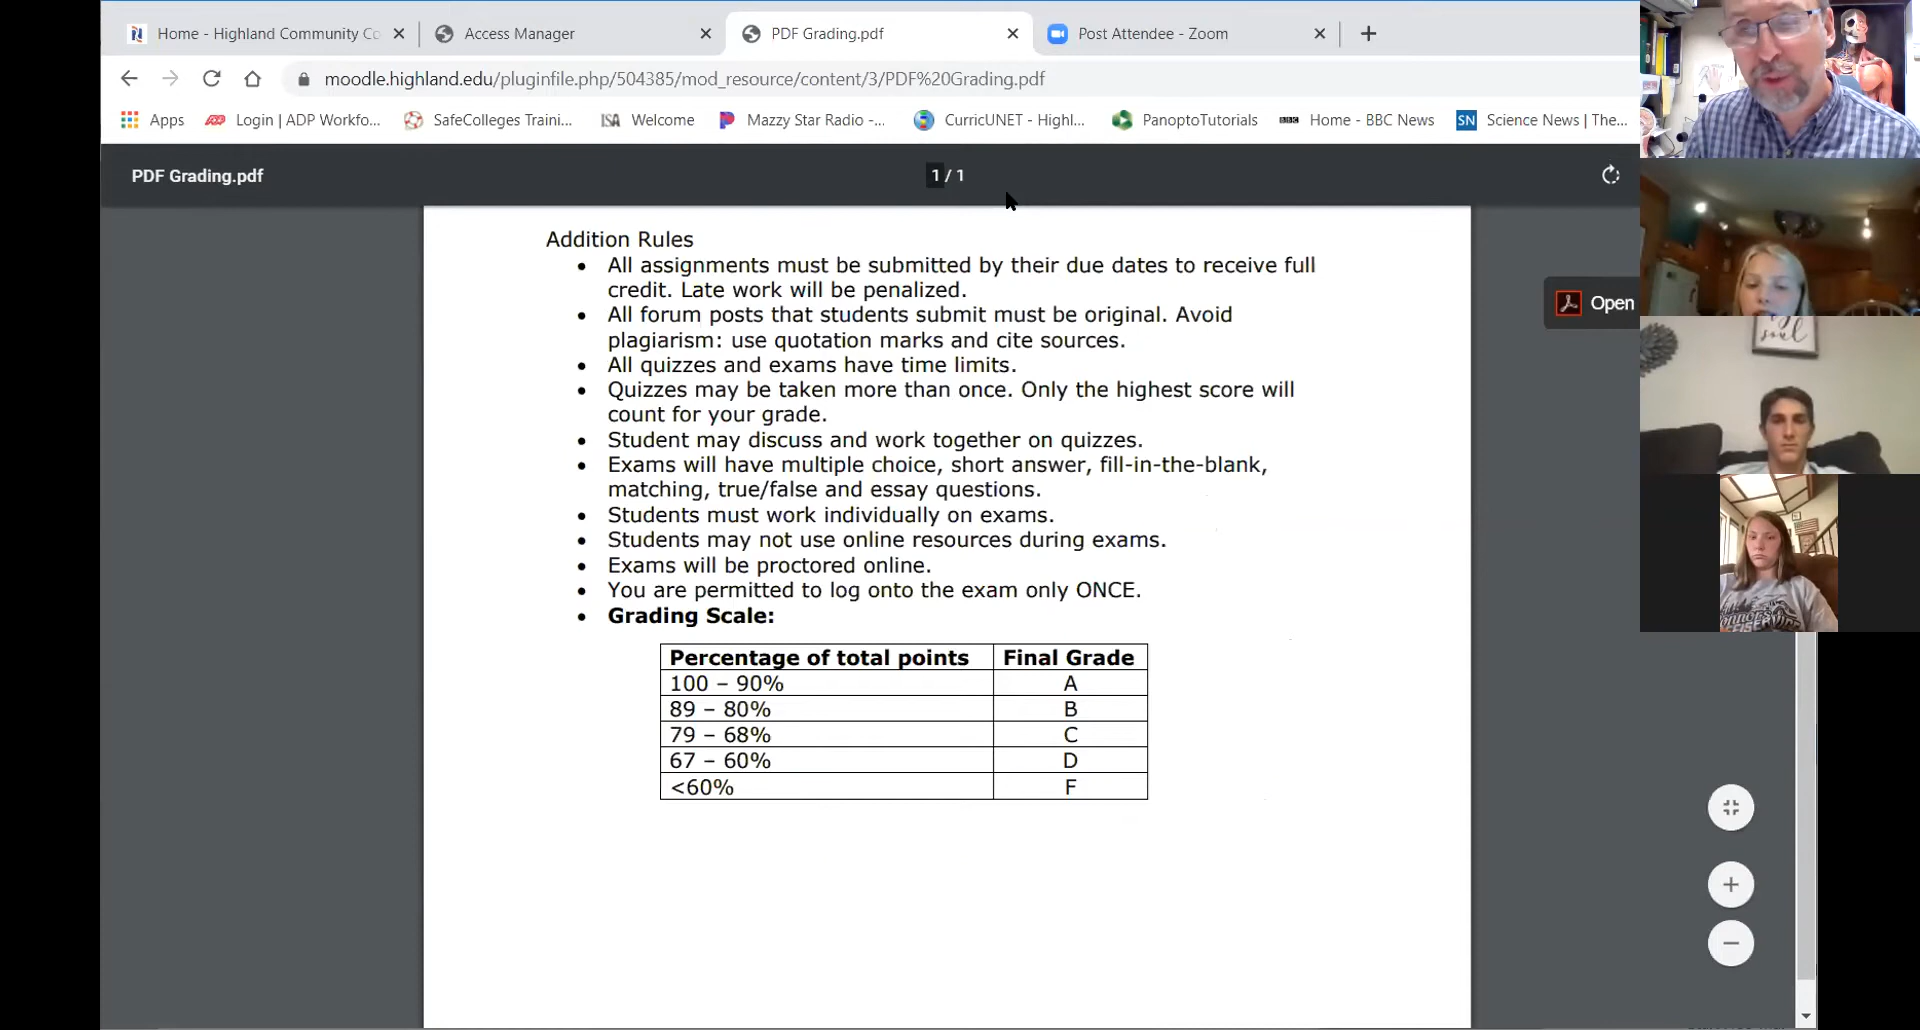 Home - Highland Community Co
Access Manager
PDF Grading.pdf
Post Attendee - Zoom
moodle.highland.edu/pluginfile.php/504385/mod_resource/content/3/PDF%20Grading.pdf
Apps
Login | ADP Workfo...
SafeColleges Traini...
ISA Welcome
Mazzy Star Radio -...
CurricUNET - Highl...
PanoptoTutorials
BBC Home - BBC News
SN Science News | The...
PDF Grading.pdf
1 / 1
Open
Addition Rules
• All assignments must be submitted by their due dates to receive full
credit. Late work will be penalized.
• All forum posts that students submit must be original. Avoid
plagiarism: use quotation marks and cite sources.
• All quizzes and exams have time limits.
• Quizzes may be taken more than once. Only the highest score will
count for your grade.
• Student may discuss and work together on quizzes.
• Exams will have multiple choice, short answer, fill-in-the-blank,
matching, true/false and essay questions.
• Students must work individually on exams.
• Students may not use online resources during exams.
• Exams will be proctored online.
• You are permitted to log onto the exam only ONCE.
• Grading Scale:
Percentage of total points Final Grade
100 – 90% A
89 – 80% B
79 – 68% C
67 – 60% D
<60% F
soul